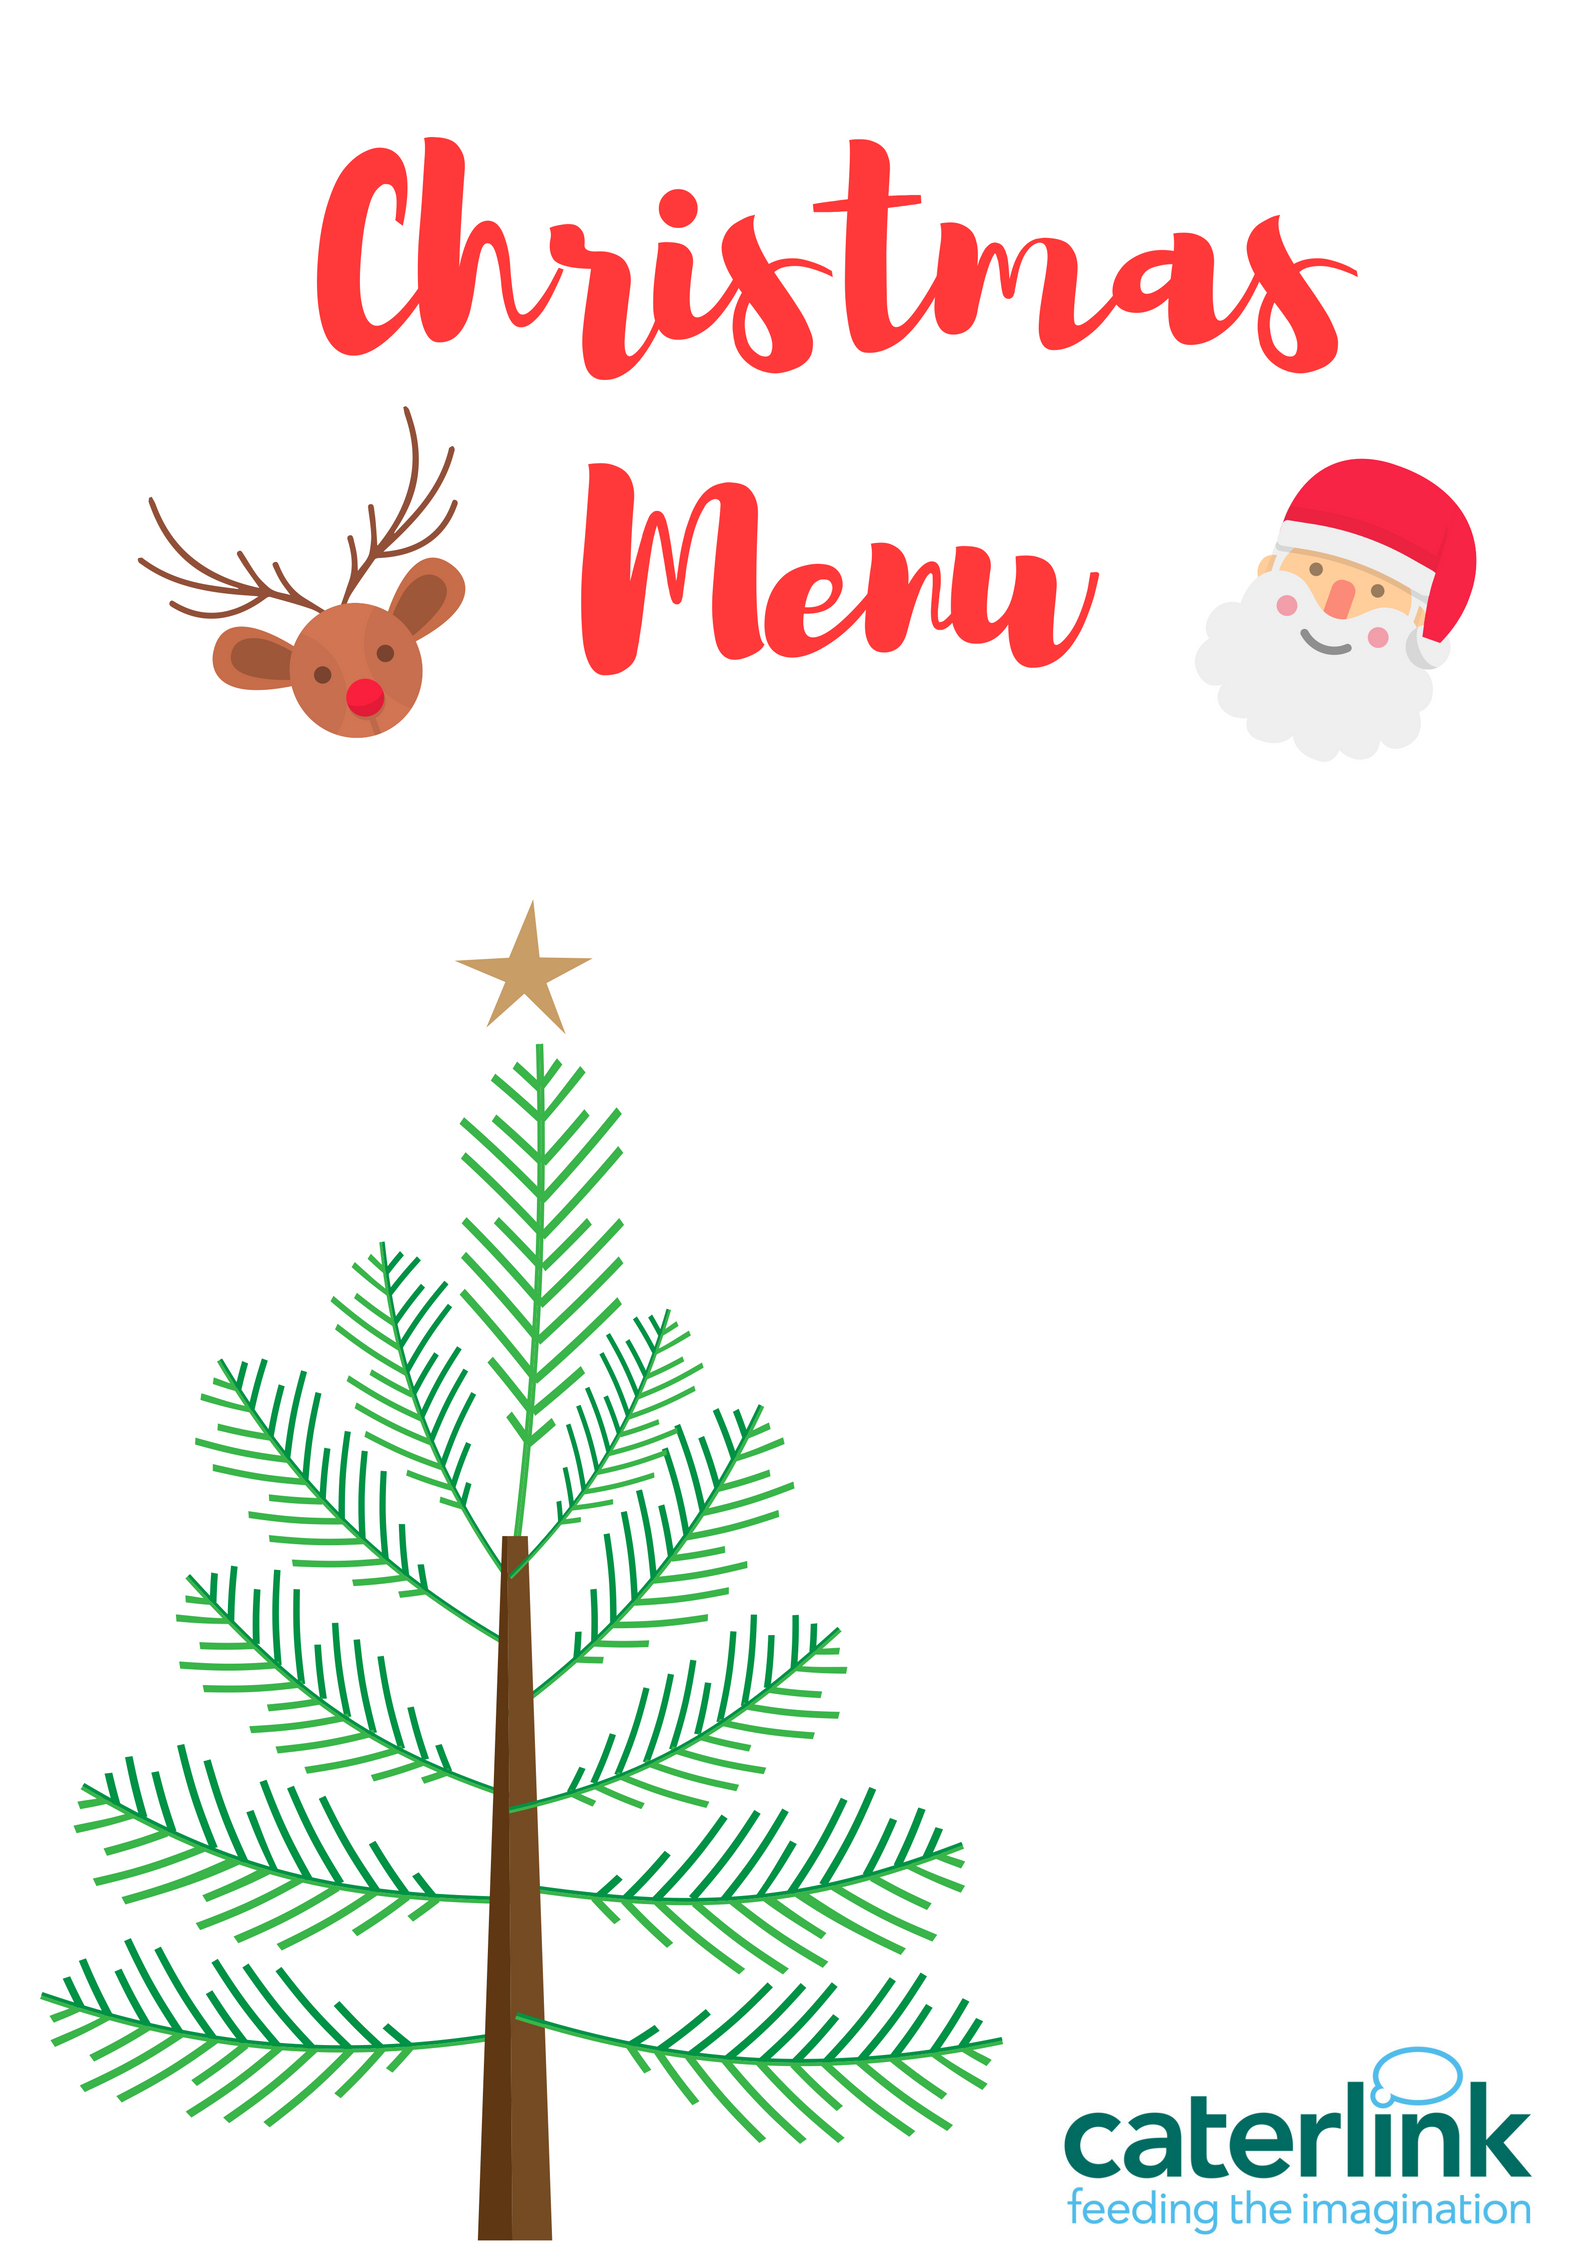 Christmas
Menu
caterlink
feeding the imagination